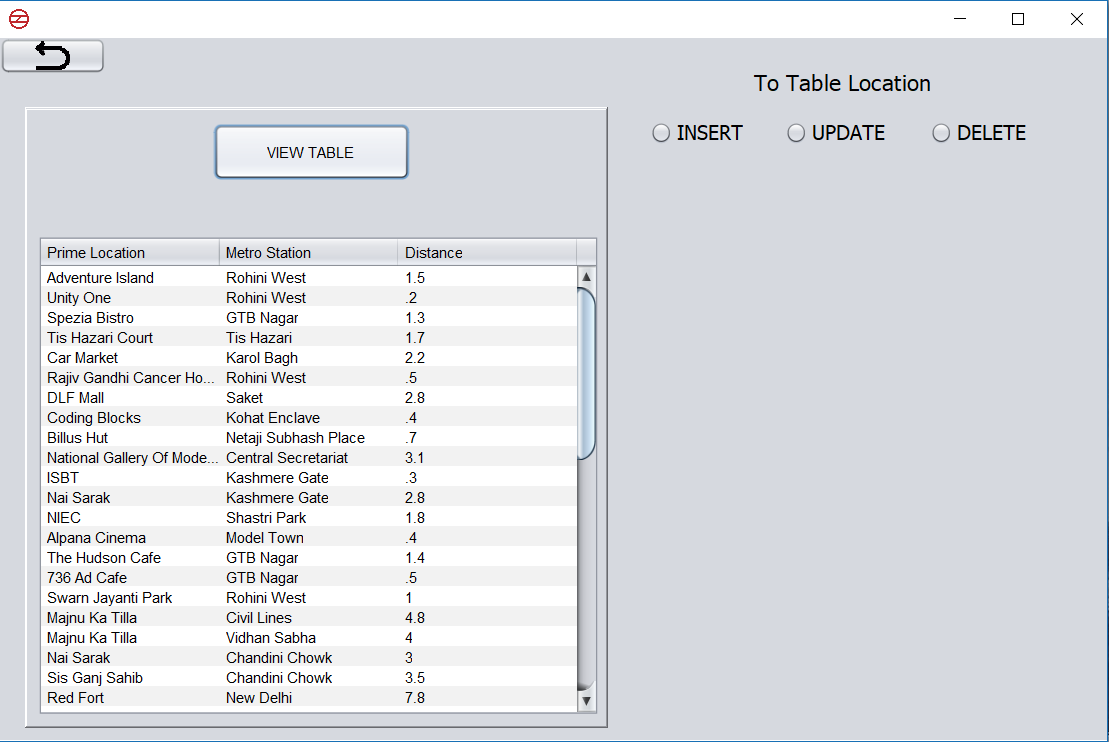 To Table Location
INSERT UPDATE DELETE
VIEW TABLE
Prime Location Metro Station Distance
Adventure Island Rohini West 1.5
Unity One Rohini West .2
Spezia Bistro GTB Nagar 1.3
Tis Hazari Court Tis Hazari 1.7
Car Market Karol Bagh 2.2
Rajiv Gandhi Cancer Ho... Rohini West .5
DLF Mall Saket 2.8
Coding Blocks Kohat Enclave .4
Billus Hut Netaji Subhash Place .7
National Gallery Of Mode... Central Secretariat 3.1
ISBT Kashmere Gate .3
Nai Sarak Kashmere Gate 2.8
NIEC Shastri Park 1.8
Alpana Cinema Model Town .4
The Hudson Cafe GTB Nagar 1.4
736 Ad Cafe GTB Nagar .5
Swarn Jayanti Park Rohini West 1
Majnu Ka Tilla Civil Lines 4.8
Majnu Ka Tilla Vidhan Sabha 4
Nai Sarak Chandini Chowk 3
Sis Ganj Sahib Chandini Chowk 3.5
Red Fort New Delhi 7.8